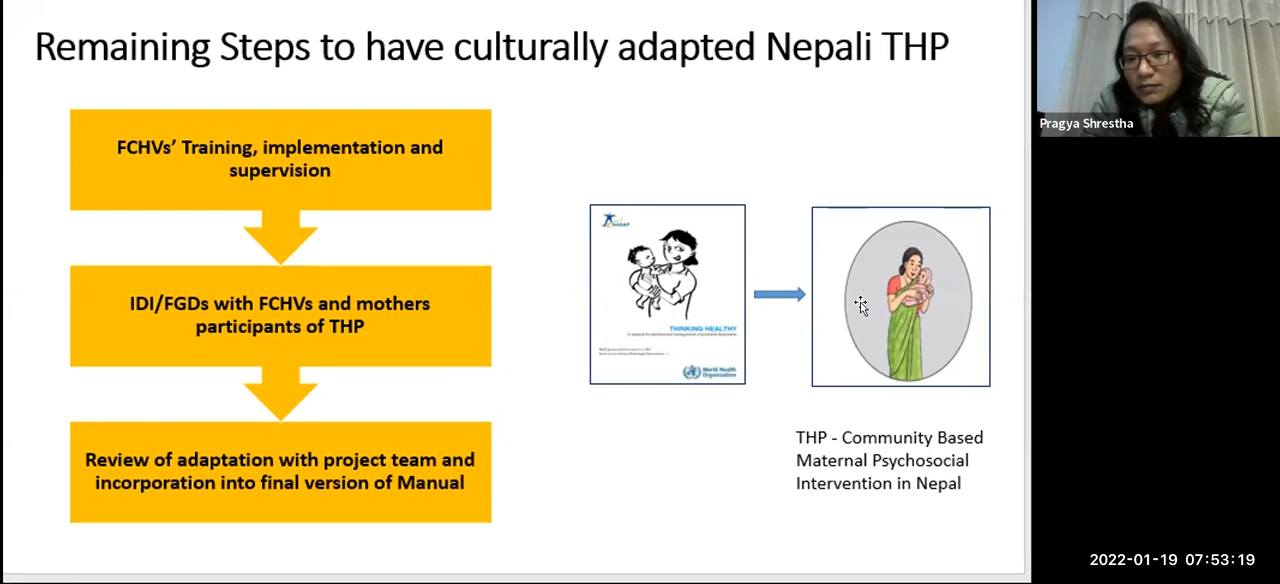 Remaining Steps to have culturally adapted Nepali THP
FCHVs’ Training, implementation and
supervision
IDI/FGDs with FCHVs and mothers
participants of THP
Review of adaptation with project team and
incorporation into final version of Manual
THINKING HEALTHY
World Health
Organization
THP - Community Based
Maternal Psychosocial
Intervention in Nepal
Pragya Shrestha
2022-01-19 07:53:19